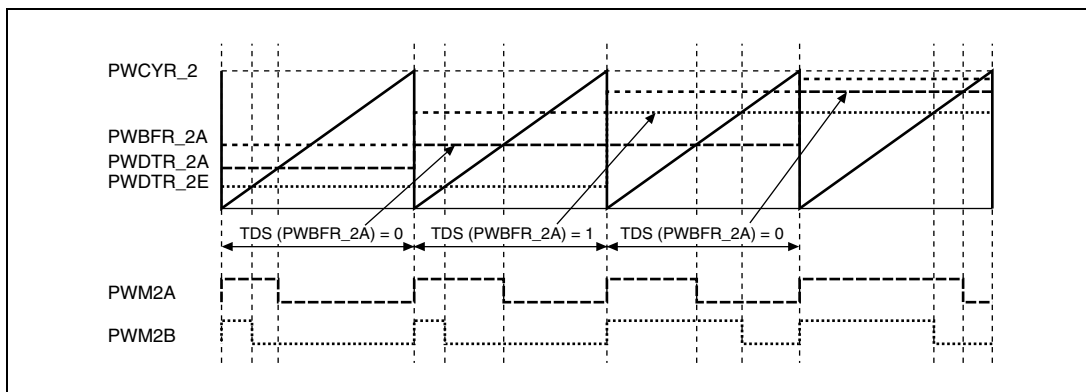 PWCYR_2
PWBFR_2A
PWDTR_2A
PWDTR_2E
TDS (PWBFR_2A) = 0
TDS (PWBFR_2A) = 1
TDS (PWBFR_2A) = 0
PWM2A
PWM2B